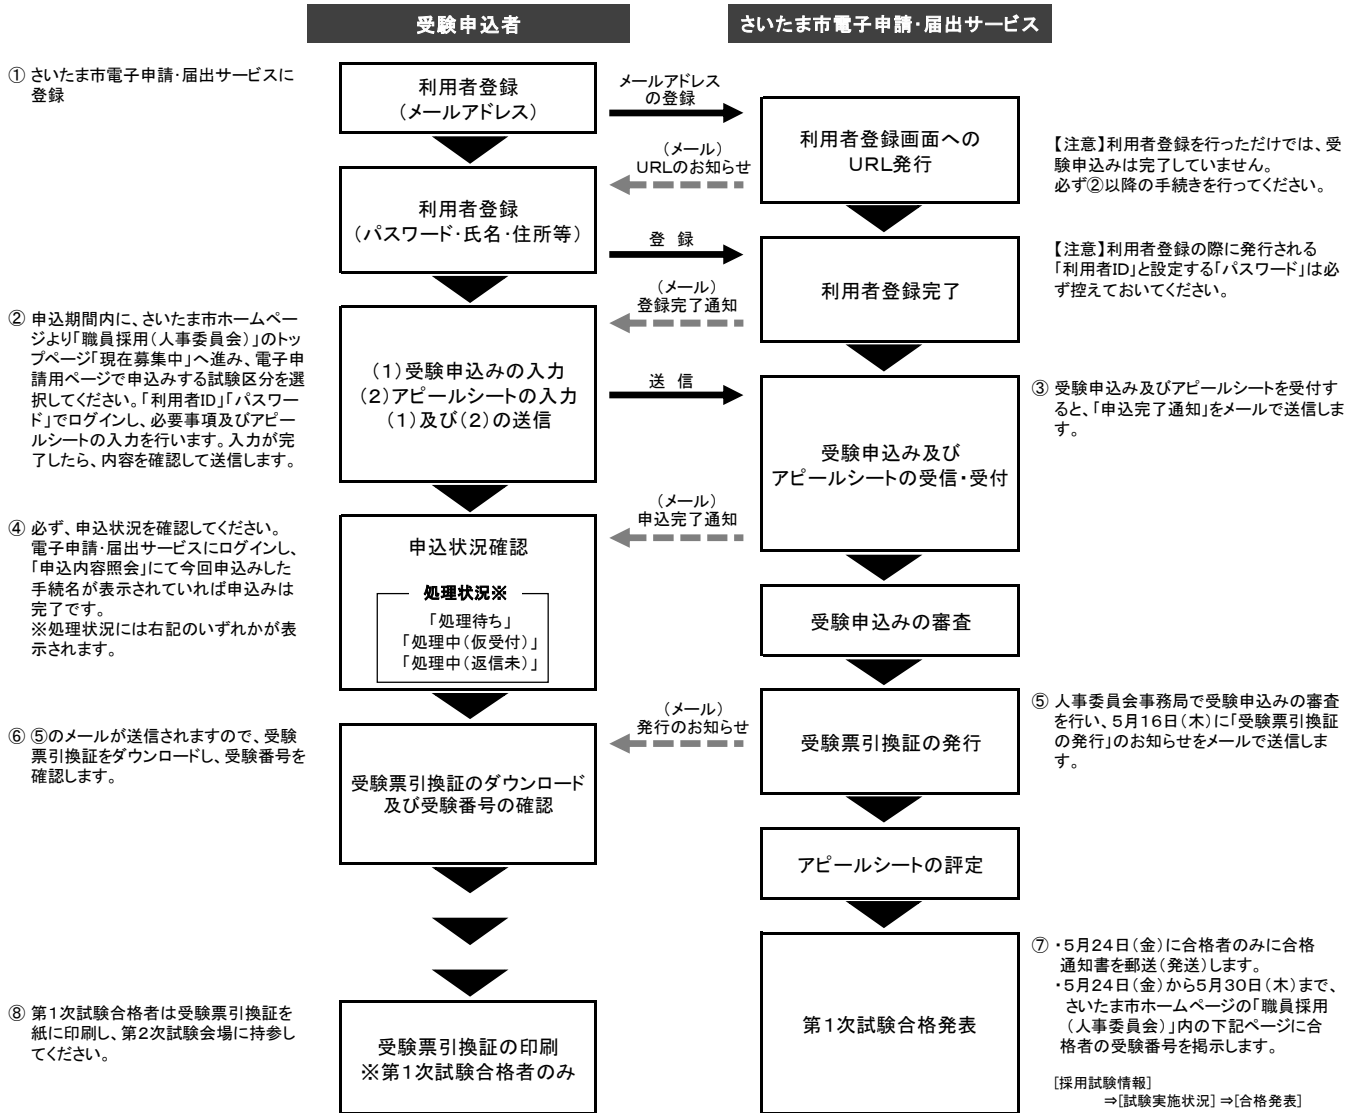 受験申込者
さいたま市電子申請・届出サービス
① さいたま市電子申請・届出サービスに
登録
利用者登録
（メールアドレス）
メールアドレス
の登録
利用者登録画面への
URL発行
（メール）
URLのお知らせ
【注意】利用者登録を行っただけでは、受
験申込みは完了していません。
必ず②以降の手続きを行ってください。
利用者登録
（パスワード・氏名・住所等）
登 録
利用者登録完了
【注意】利用者登録の際に発行される
「利用者ID」と設定する「パスワード」は必
ず控えておいてください。
（メール）
登録完了通知
② 申込期間内に、さいたま市ホームペー
ジより「職員採用（人事委員会）」のトッ
プページ「現在募集中」へ進み、電子申
請用ページで申込みする試験区分を選
択してください。「利用者ID」「パスワー
ド」でログインし、必要事項及びアピー
ルシートの入力を行います。入力が完
了したら、内容を確認して送信します。
（1）受験申込みの入力
（2）アピールシートの入力
（1）及び（2）の送信
送 信
受験申込み及び
アピールシートの受信・受付
③ 受験申込み及びアピールシートを受付す
ると、「申込完了通知」をメールで送信しま
す。
（メール）
申込完了通知
④ 必ず、申込状況を確認してください。
電子申請・届出サービスにログインし、
「申込内容照会」にて今回申込みした
手続名が表示されていれば申込みは
完了です。
※処理状況には右記のいずれかが表
示されます。
申込状況確認
処理状況※
「処理待ち」
「処理中（仮受付）」
「処理中（返信未）」
受験申込みの審査
（メール）
発行のお知らせ
受験票引換証の発行
⑤ 人事委員会事務局で受験申込みの審査
を行い、5月16日（木）に「受験票引換証
の発行」のお知らせをメールで送信しま
す。
⑥ ⑤のメールが送信されますので、受験
票引換証をダウンロードし、受験番号を
確認します。
受験票引換証のダウンロード
及び受験番号の確認
アピールシートの評定
第1次試験合格発表
⑦ ・5月24日（金）に合格者のみに合格
通知書を郵送（発送）します。
・5月24日（金）から5月30日（木）まで、
さいたま市ホームページの「職員採用
（人事委員会）」内の下記ページに合
格者の受験番号を掲示します。
[採用試験情報]
⇒[試験実施状況] ⇒[合格発表]
⑧ 第1次試験合格者は受験票引換証を
紙に印刷し、第2次試験会場に持参し
てください。
受験票引換証の印刷
※第1次試験合格者のみ